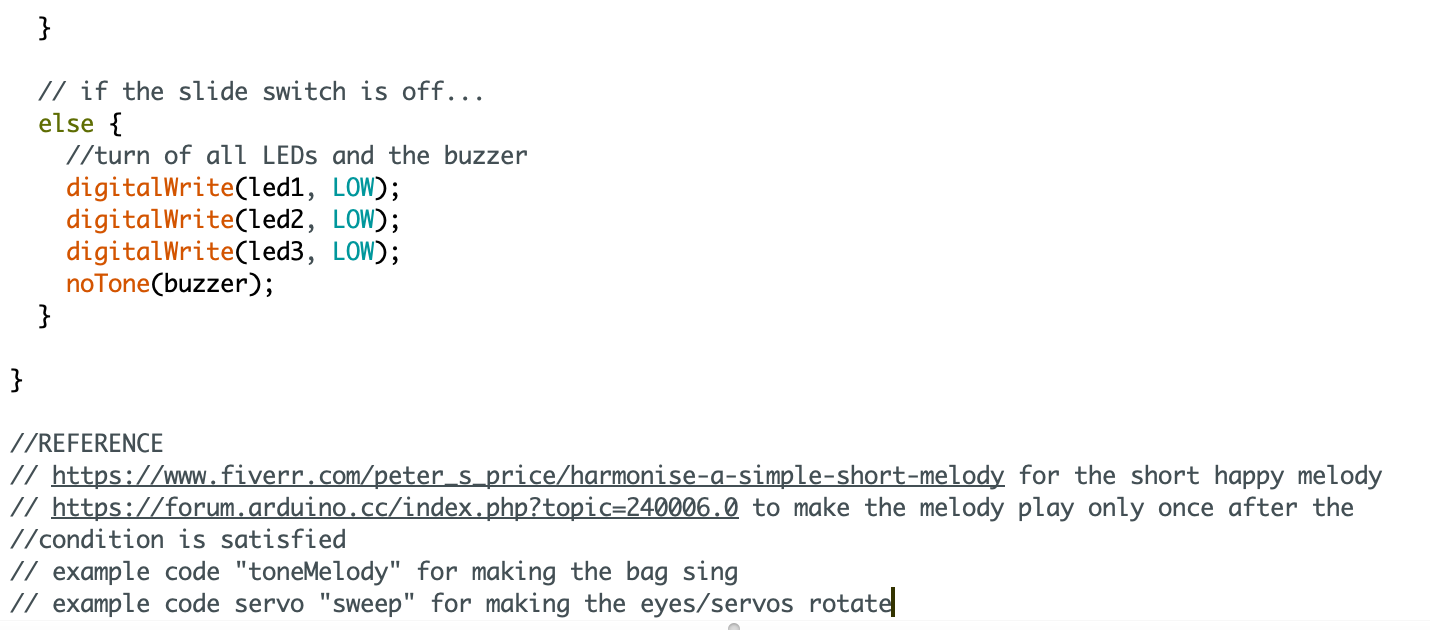 }
// if the slide switch is off...
else {
//turn of all LEDs and the buzzer
digitalWrite(led1, LOW);
digitalWrite(led2, LOW);
digitalWrite(led3, LOW);
noTone(buzzer);
}
}
//REFERENCE
// https://www.fiverr.com/peter_s_price/harmonise-a-simple-short-melody for the short happy melody
// https://forum.arduino.cc/index.php?topic=240006.0 to make the melody play only once after the
//condition is satisfied
// example code "toneMelody" for making the bag sing
// example code servo "sweep" for making the eyes/servos rotate